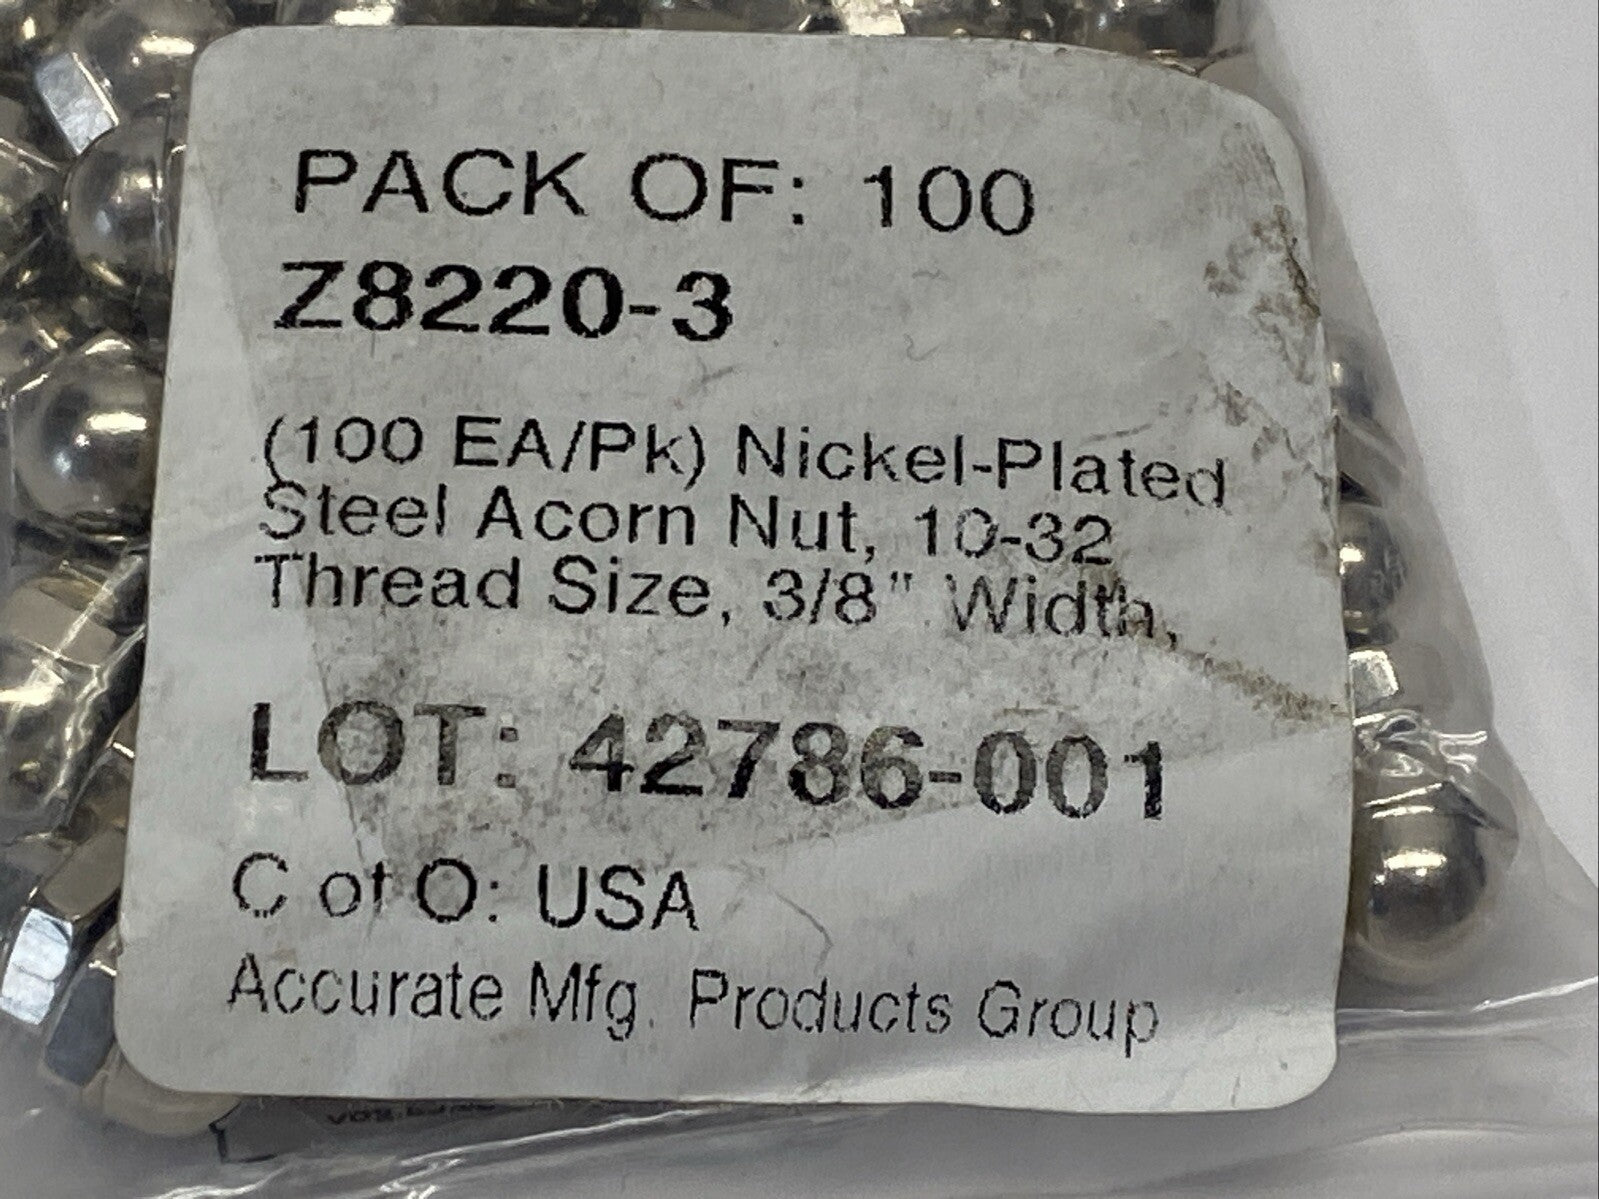 PACK OF: 100
Z8220-3
(100 EA/Pk) Nickel-Plated
Steel Acorn Nut, 10-32
Thread Size, 3/8" Width,
LOT: 42786-001
C of O: USA
Accurate Mfg. Products Group